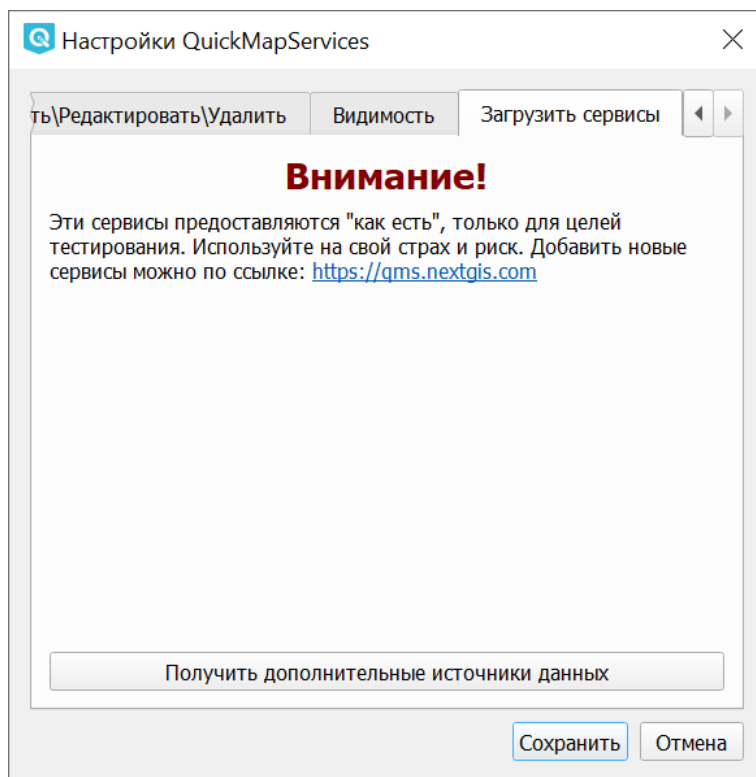 Настройки QuickMapServices
ть\Редактировать\Удалить
Видимость
Загрузить сервисы
Внимание!
Эти сервисы предоставляются "как есть", только для целей
тестирования. Используйте на свой страх и риск. Добавить новые
сервисы можно по ссылке: https://qms.nextgis.com
Получить дополнительные источники данных
Сохранить
Отмена